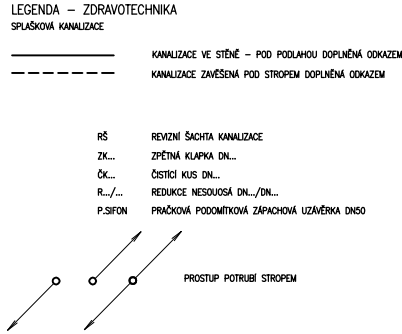 LEGENDA – ZDRAVOTECHNIKA
SPLAŠKOVÁ KANALIZACE
KANALIZACE VE STĚNĚ – POD PODLAHOU DOPLNĚNÁ ODKAZEM
KANALIZACE ZAVĚŠENÁ POD STROPEM DOPLNĚNÁ ODKAZEM
RŠ REVIZNÍ ŠACHTA KANALIZACE
ZK... ZPĚTNÁ KLAPKA DN...
ČK... ČISTÍCÍ KUS DN...
R.../... REDUKCE NESOUOSÁ DN.../DN...
P.SIFON PRAČKOVÁ PODOMÍTKOVÁ ZÁPACHOVÁ UZÁVĚRKA DN50
PROSTUP POTRUBÍ STROPEM